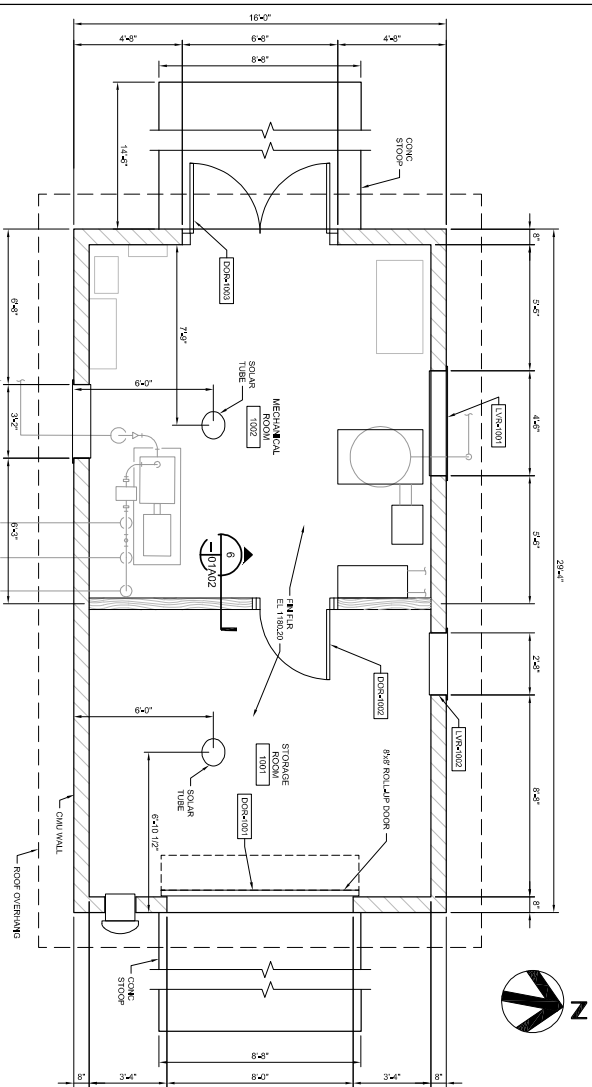 16'-0"
4'-8"
6'-8"
4'-8"
8'-8"
14'-6"
CONC
STOOP
8"
5'-5"
4'-6"
5'-6"
2'-8"
8'-8"
8"
29'-4"
LVR-1001
LVR-1002
DOR-1003
7'-9"
6'-0"
SOLAR
TUBE
MECHANICAL
ROOM
1002
6'-8"
3'-2"
6'-3"
6
01A02
FIN FLR
EL 1180.20
DOR-1002
8'x8' ROLL-UP DOOR
STORAGE
ROOM
1001
DOR-1001
6'-0"
SOLAR
TUBE
6'-10 1/2"
CMU WALL
ROOF OVERHANG
CONC
STOOP
8'-8"
8"
3'-4"
8'-0"
3'-4"
8"
N